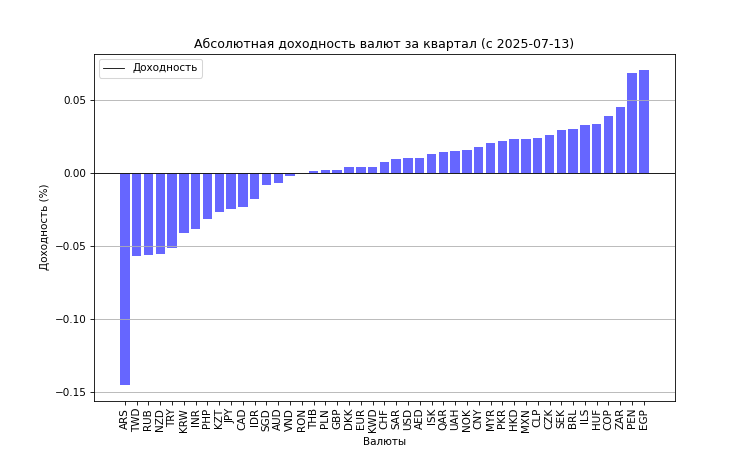 Абсолютная доходность валют за квартал (с 2025-07-13)
Доходность
0.05
0.00
−0.05
−0.10
−0.15
Доходность (%)
ARS
TWD
RUB
NZD
TRY
KRW
INR
PHP
KZT
JPY
CAD
IDR
SGD
AUD
VND
RON
THB
PLN
GBP
DKK
EUR
KWD
CHF
SAR
USD
AED
ISK
QAR
UAH
NOK
CNY
MYR
PKR
HKD
MXN
CLP
CZK
SEK
BRL
ILS
HUF
COP
ZAR
PEN
EGP
Валюты